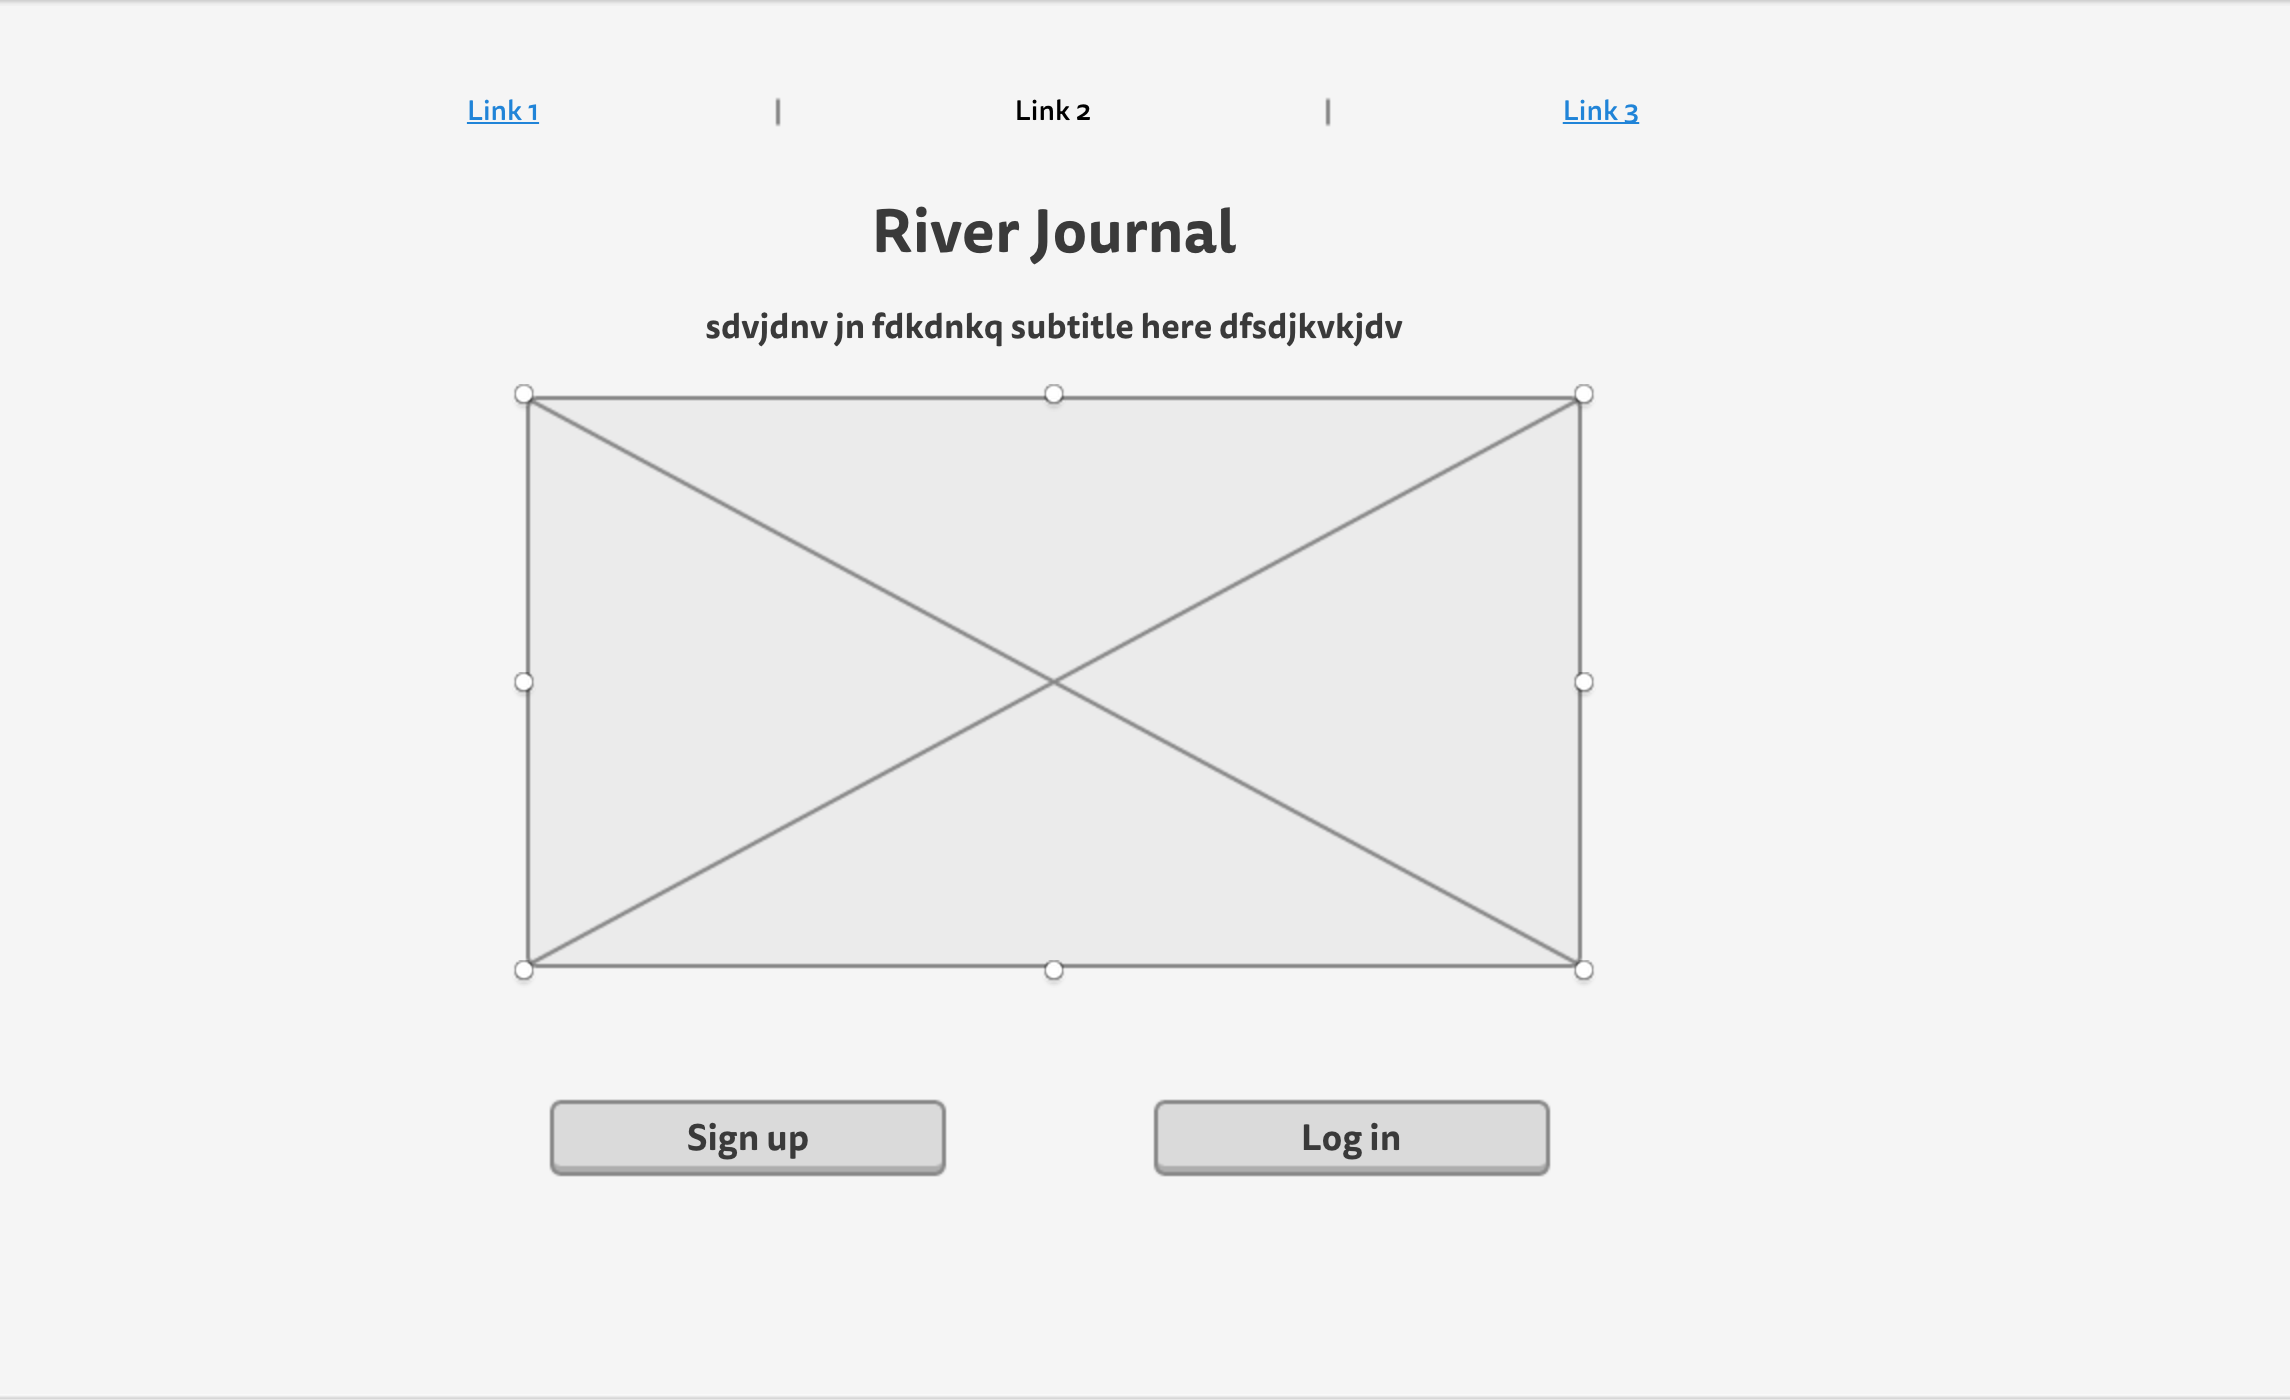 Link 1 | Link 2 | Link 3
River Journal
sdvjdnv jn fdkdnkq subtitle here dfsdjkvkjdv
Sign up Log in